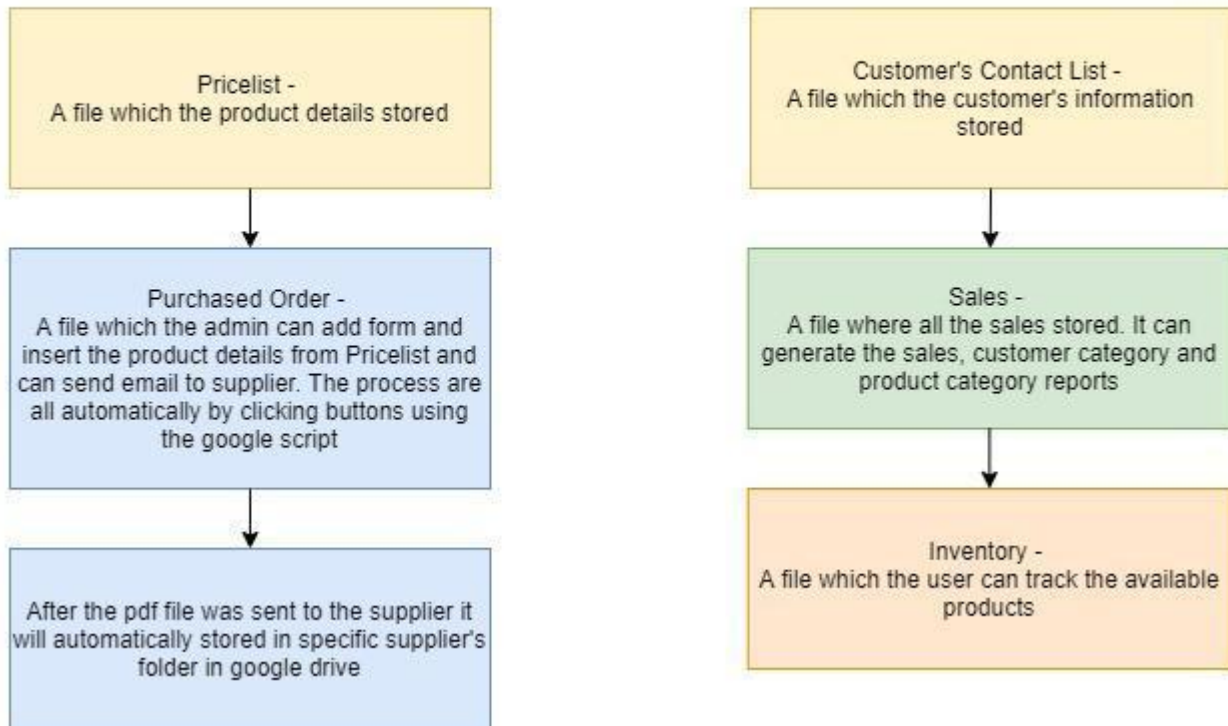 Pricelist -
A file which the product details stored
Purchased Order -
A file which the admin can add form and
insert the product details from Pricelist and
can send email to supplier. The process are
all automatically by clicking buttons using
the google script
After the pdf file was sent to the supplier it
will automatically stored in specific supplier's
folder in google drive
Customer's Contact List -
A file which the customer's information
stored
Sales -
A file where all the sales stored. It can
generate the sales, customer category and
product category reports
Inventory -
A file which the user can track the available
products